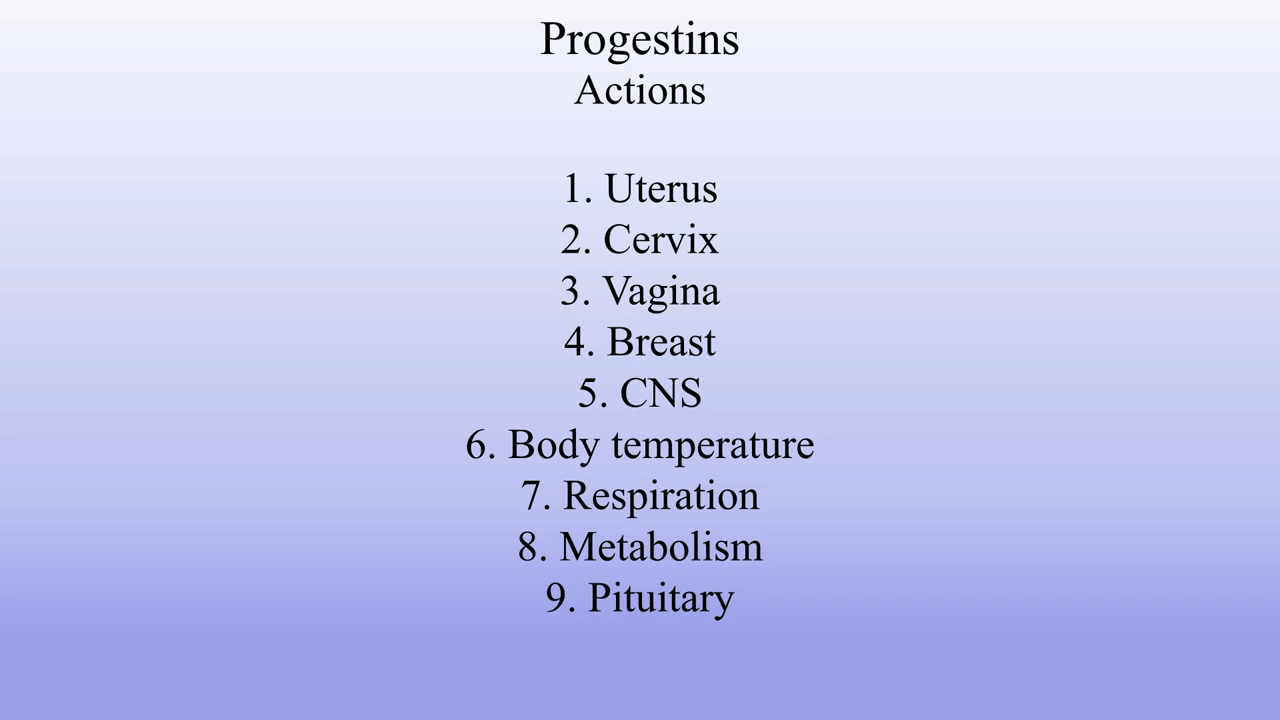 Progestins
Actions
1. Uterus
2. Cervix
3. Vagina
4. Breast
5. CNS
6. Body temperature
7. Respiration
8. Metabolism
9. Pituitary